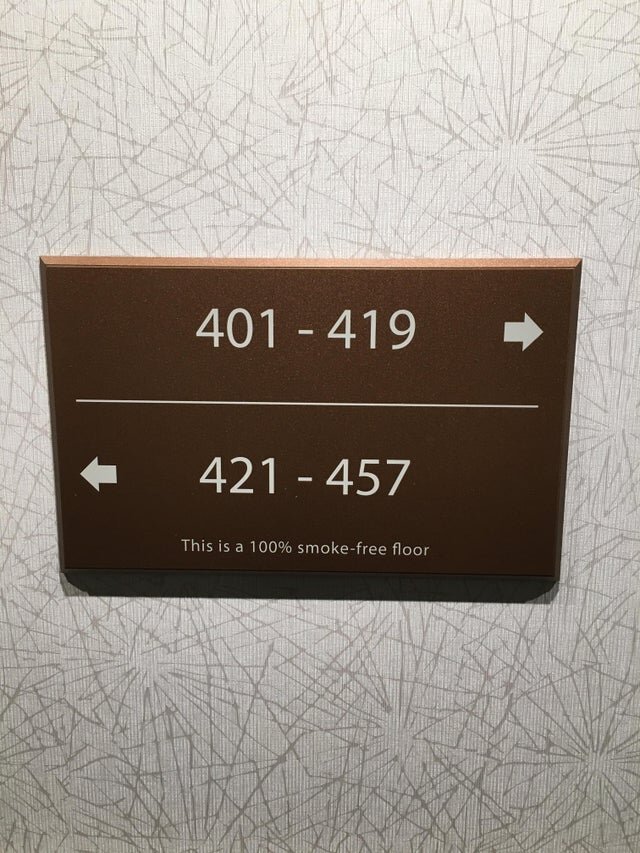 401 - 419
421 - 457
This is a 100% smoke-free floor